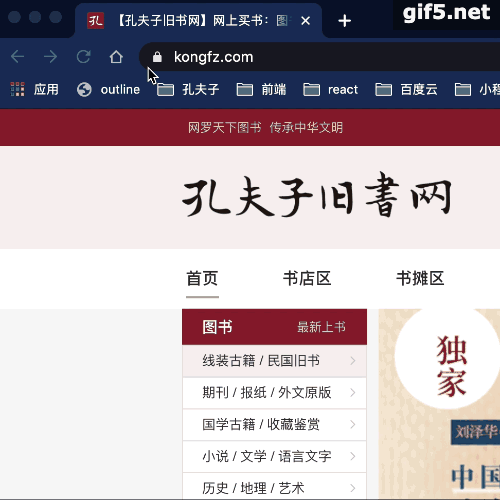 gif5.net
孔 【孔夫子旧书网】网上买书：图
kongfz.com
应用 outline 孔夫子 前端 react 百度云 小程
网罗天下图书 传承中华文明
孔夫子旧書网
首页 书店区 书摊区
图书 最新上书
线装古籍 / 民国旧书
期刊 / 报纸 / 外文原版
国学古籍 / 收藏鉴赏
小说 / 文学 / 语言文字
历史 / 地理 / 艺术
独家
刘泽华
中国